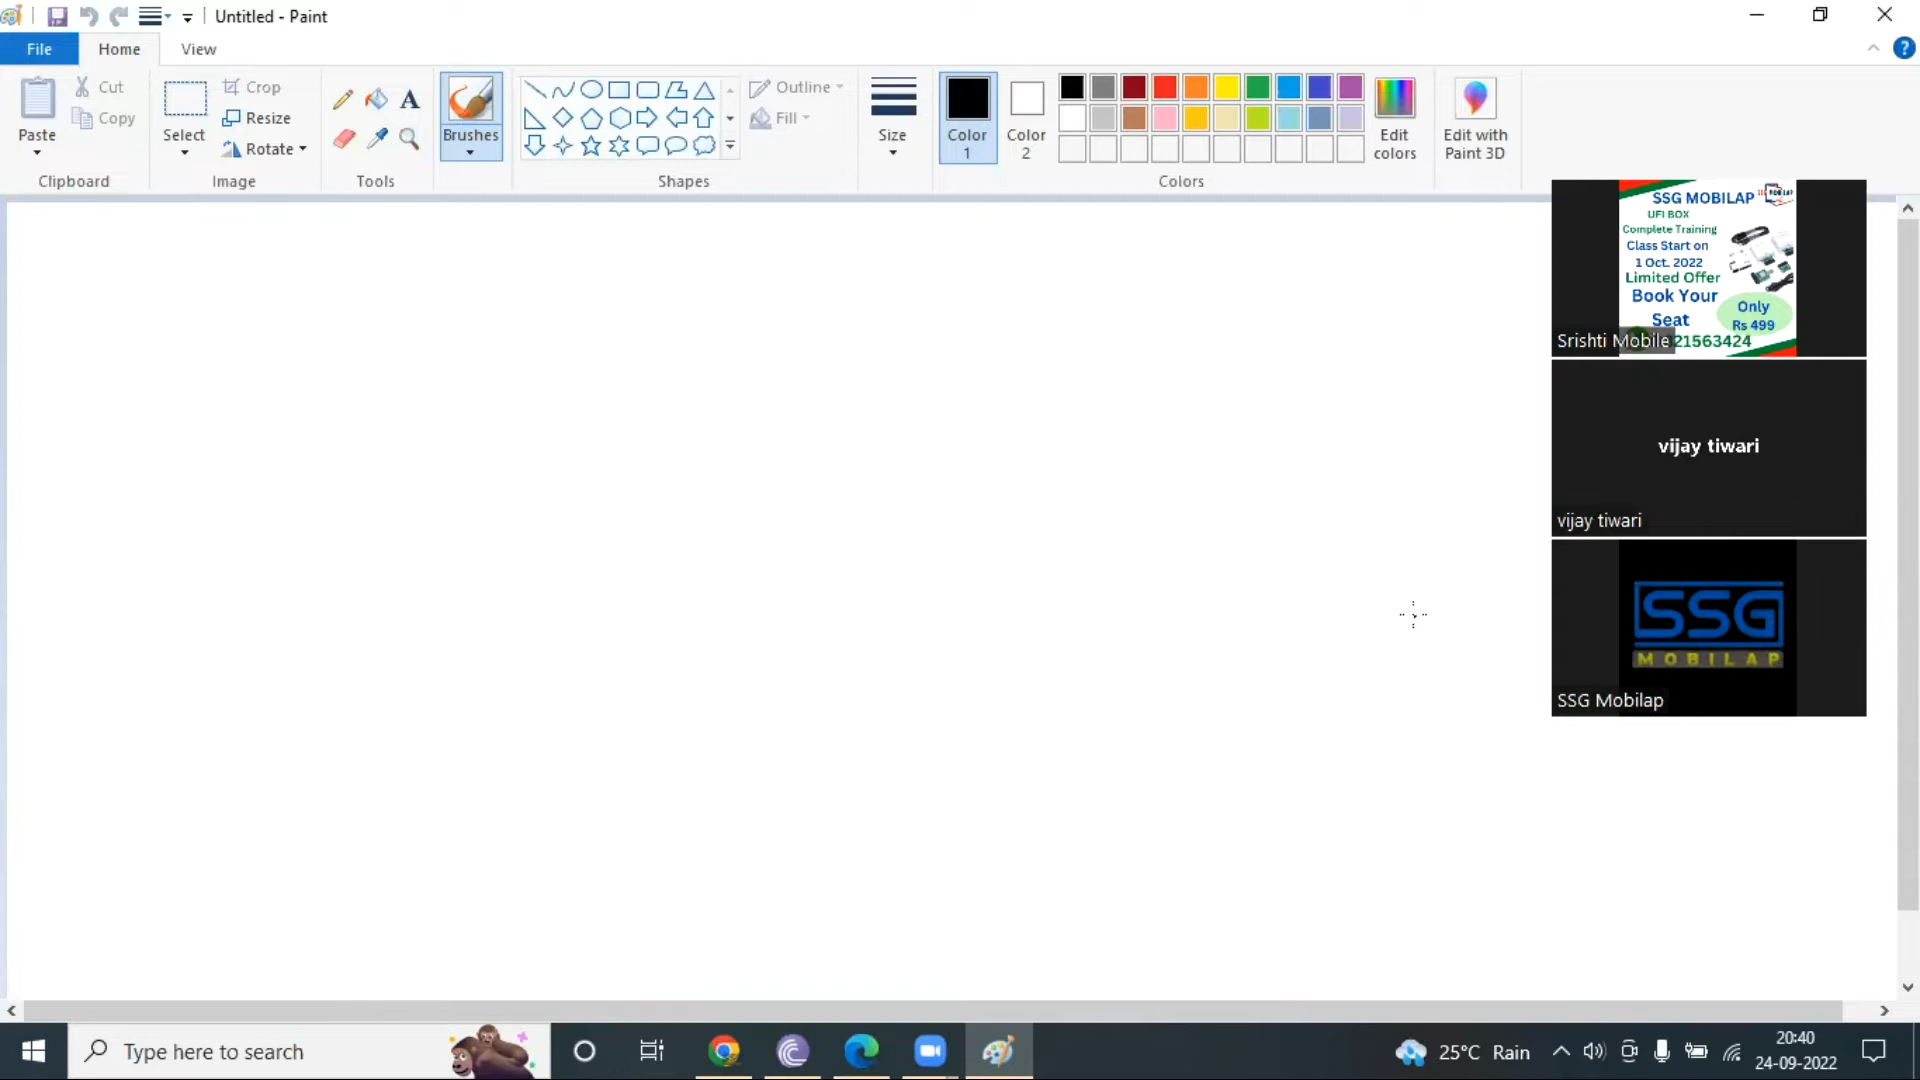 Untitled - Paint
File
Home
View
Paste
Cut
Copy
Clipboard
Select
Crop
Resize
Rotate
Image
Tools
Brushes
Shapes
Outline
Fill
Size
Color
1
Color
2
Colors
Edit
colors
Edit with
Paint 3D
SSG MOBILAP
UFI BOX
Complete Training
Class Start on
1 Oct. 2022
Limited Offer
Book Your
Seat
Only
Rs 499
21563424
Srishti Mobile
vijay tiwari
vijay tiwari
SSG
MOBILAP
SSG Mobilap
Type here to search
25°C Rain
20:40
24-09-2022